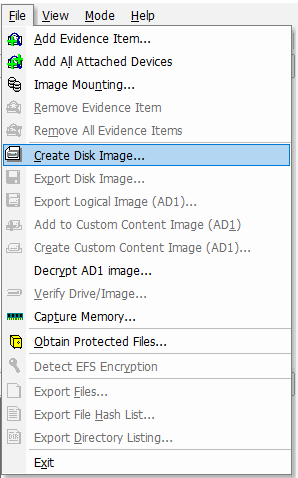 File View Mode Help
Add Evidence Item...
Add All Attached Devices
Image Mounting...
Remove Evidence Item
Remove All Evidence Items
Create Disk Image...
Export Disk Image...
Export Logical Image (AD1)...
Add to Custom Content Image (AD1)
Create Custom Content Image (AD1)...
Decrypt AD1 image...
Verify Drive/Image...
Capture Memory...
Obtain Protected Files...
Detect EFS Encryption
Export Files...
Export File Hash List...
Export Directory Listing...
Exit